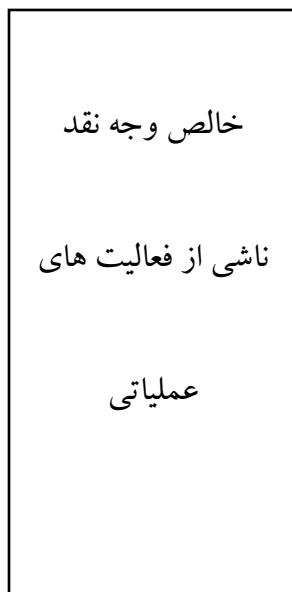 خالص وجه نقد
ناشی از فعالیت های
عملیاتی